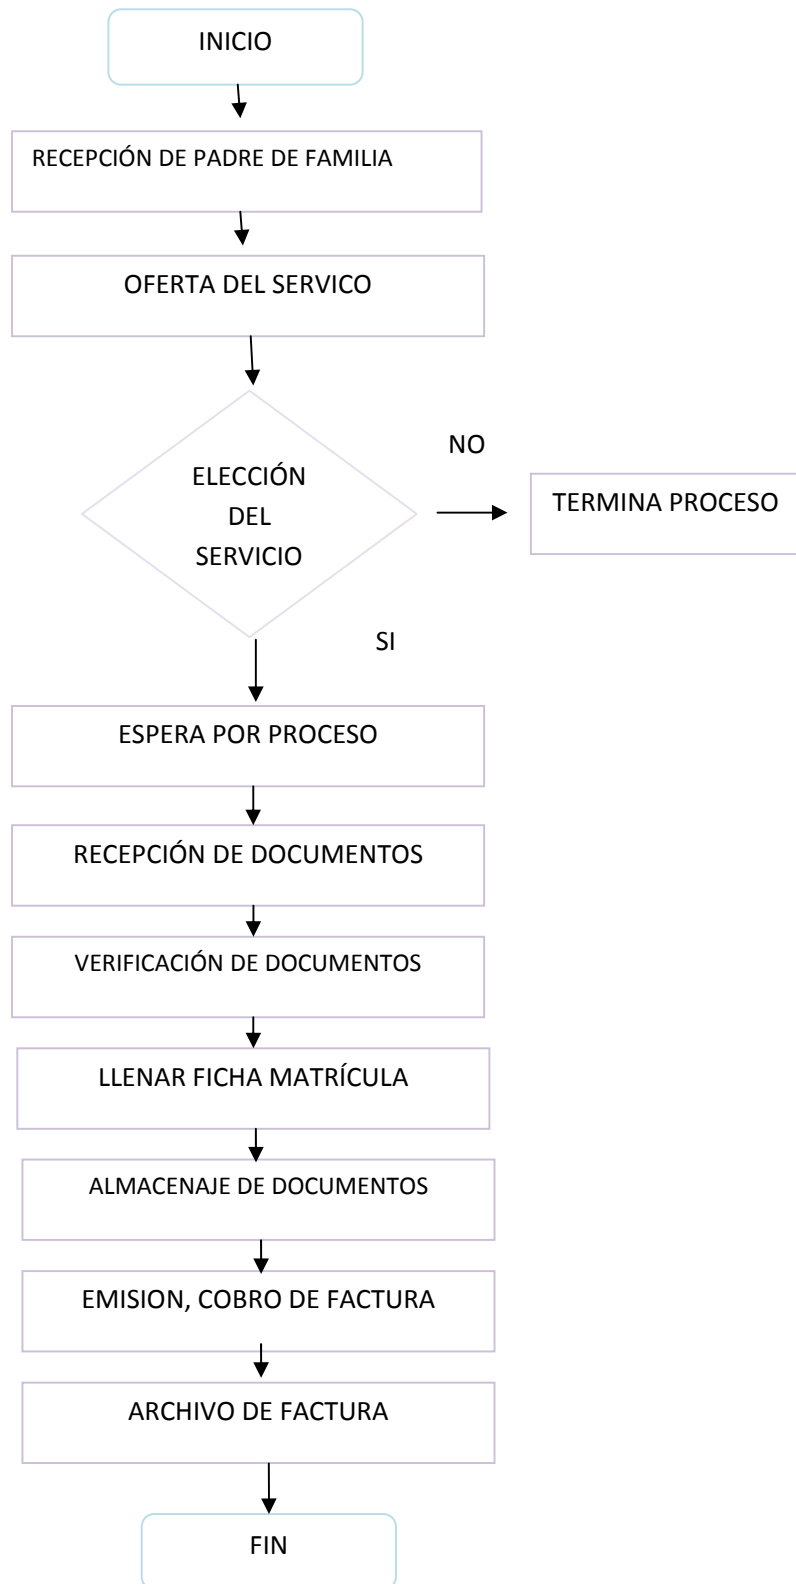 INICIO
RECEPCIÓN DE PADRE DE FAMILIA
OFERTA DEL SERVICO
ELECCIÓN
DEL
SERVICIO
NO
TERMINA PROCESO
SI
ESPERA POR PROCESO
RECEPCIÓN DE DOCUMENTOS
VERIFICACIÓN DE DOCUMENTOS
LLENAR FICHA MATRÍCULA
ALMACENAJE DE DOCUMENTOS
EMISION, COBRO DE FACTURA
ARCHIVO DE FACTURA
FIN